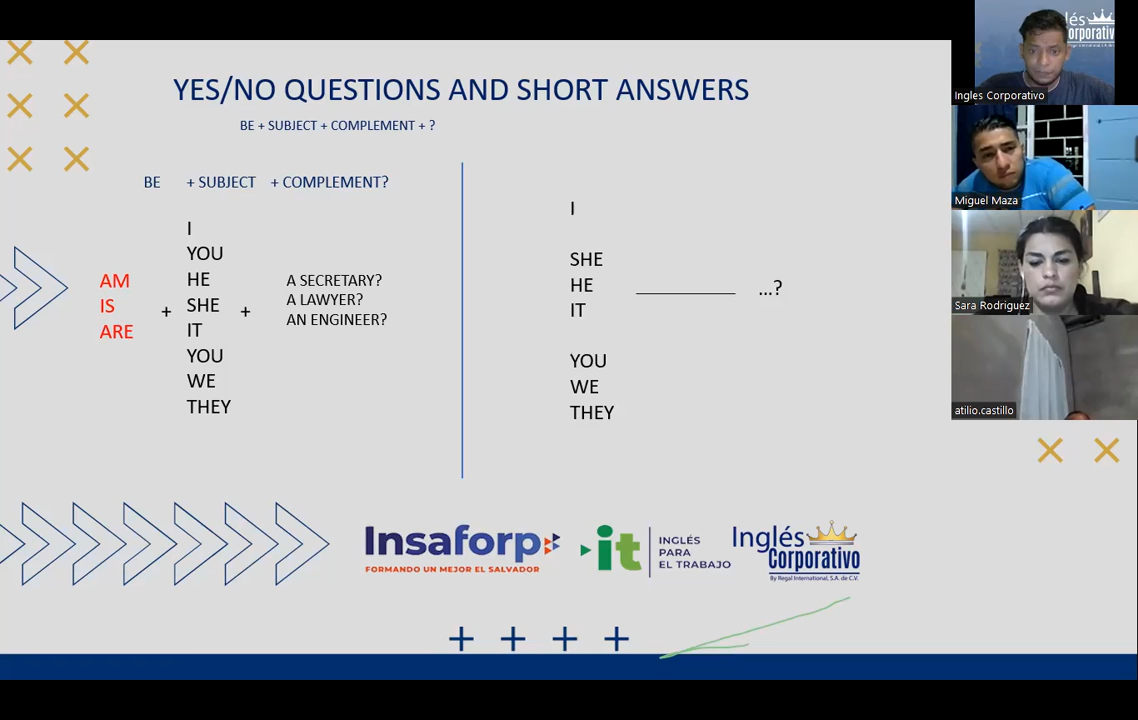 YES/NO QUESTIONS AND SHORT ANSWERS
BE + SUBJECT + COMPLEMENT + ?
BE + SUBJECT + COMPLEMENT?
AM
IS
ARE
+
I
YOU
HE
SHE
IT
YOU
WE
THEY
+
A SECRETARY?
A LAWYER?
AN ENGINEER?
I
SHE
HE
IT
YOU
WE
THEY
__________ ...?
Insaforp
FORMANDO UN MEJOR EL SALVADOR
it
INGLÉS
PARA
EL TRABAJO
Inglés
Corporativo
By Regal International, S.A. de C.V.
Ingles Corporativo
Miguel Maza
Sara Rodriguez
atilio.castillo